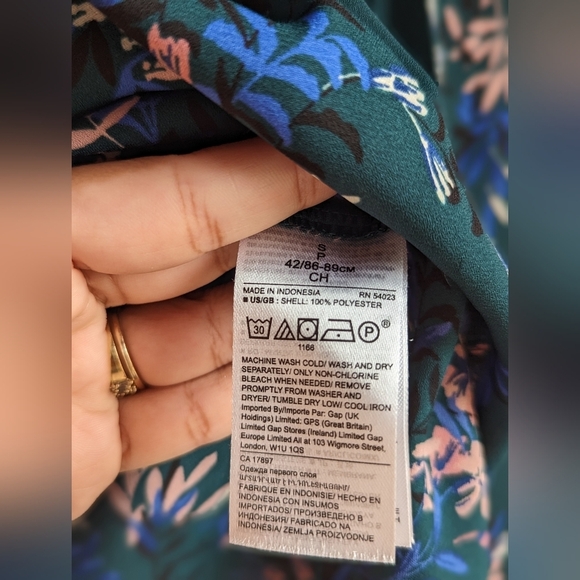 S
P
42/86-89см
CH
MADE IN INDONESIA RN 54023
■ US/GB : SHELL: 100% POLYESTER
30 P ®
1166
MACHINE WASH COLD/ WASH AND DRY
SEPARATELY/ ONLY NON-CHLORINE
BLEACH WHEN NEEDED/ REMOVE
PROMPTLY FROM WASHER AND
DRYER/ TUMBLE DRY LOW/ COOL IRON
Imported By/Importe Par: Gap (UK
Holdings) Limited: GPS (Great Britain)
Limited Gap Stores (Ireland) Limited Gap
Europe Limited All at 103 Wigmore Street,
London, W1U 1QS
CA 17897
Одежда первого слоя
FABRIQUE EN INDONISIE/ HECHO EN
INDONESIA CON INSUMOS
IMPORTADOS/ ПРОИЗВЕДЕНО В
ИНДОНЕЗИЯ/ FABRICADO NA
INDONESIA/ ZEMLJA PROIZVODNJE